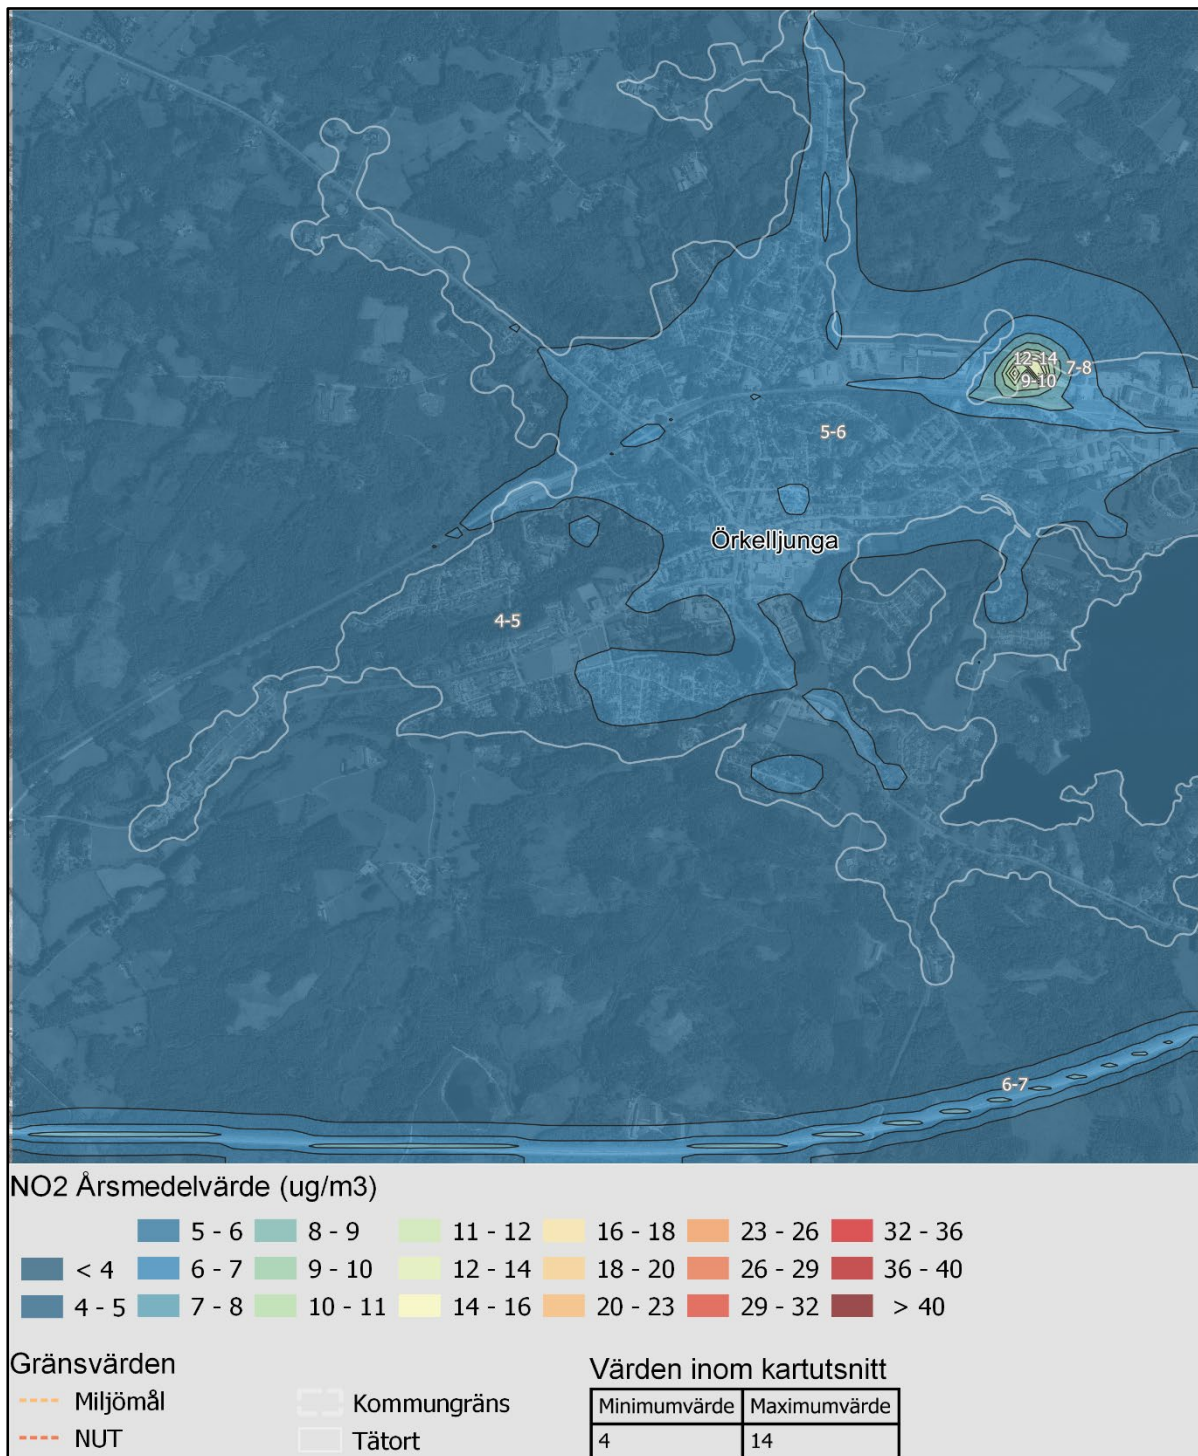 12-14
7-8
9-10
5-6
Örkelljunga
4-5
6-7
NO2 Årsmedelvärde (ug/m3)
5 - 6 8 - 9 11 - 12 16 - 18 23 - 26 32 - 36
< 4 6 - 7 9 - 10 12 - 14 18 - 20 26 - 29 36 - 40
4 - 5 7 - 8 10 - 11 14 - 16 20 - 23 29 - 32 > 40
Gränsvärden
Miljömål
NUT
Kommungräns
Tätort
Värden inom kartutsnitt
Minimumvärde Maximumvärde
4 14